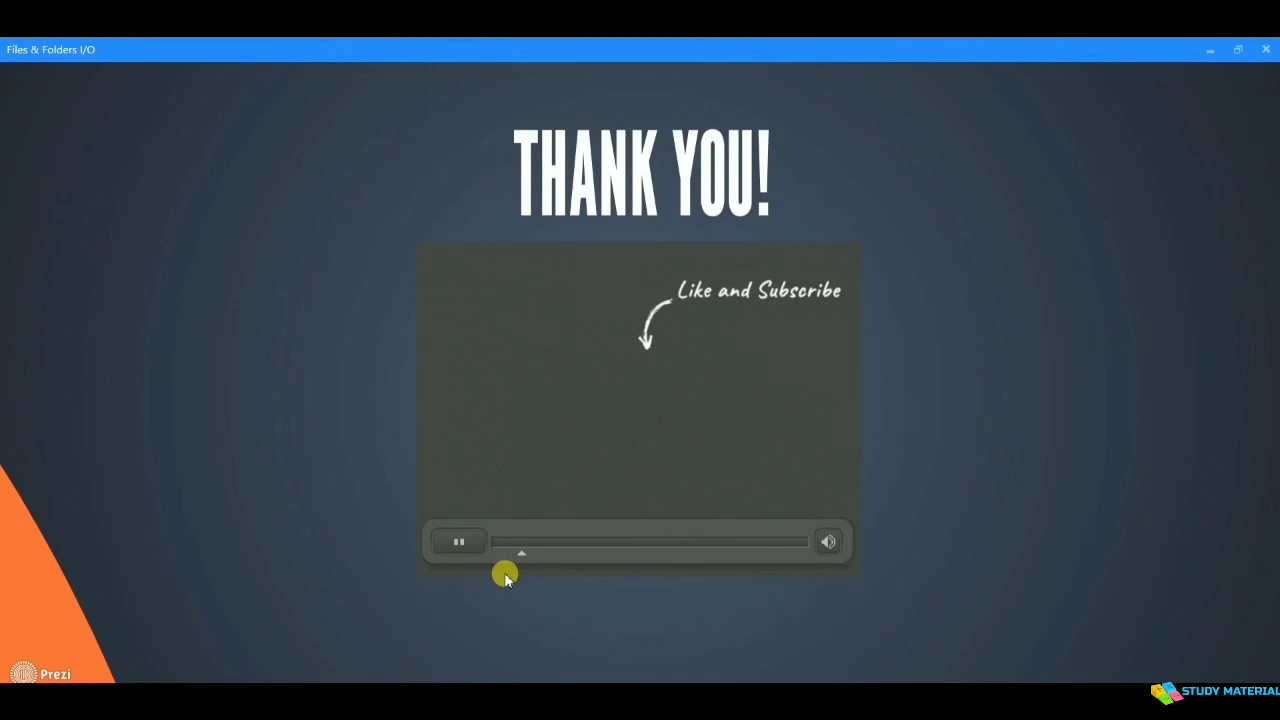 Files & Folders I/O
THANK YOU!
Like and Subscribe
Prezi
STUDY MATERIAL